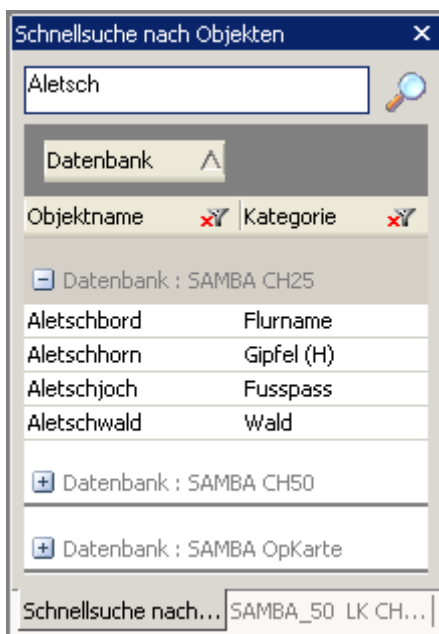 Schnellsuche nach Objekten
Aletsch
Datenbank
Objektname Kategorie
Datenbank : SAMBA CH25
Aletschbord Flurname
Aletschhorn Gipfel (H)
Aletschjoch Fusspass
Aletschwald Wald
Datenbank : SAMBA CH50
Datenbank : SAMBA OpKarte
Schnellsuche nach... SAMBA_50 LK CH...